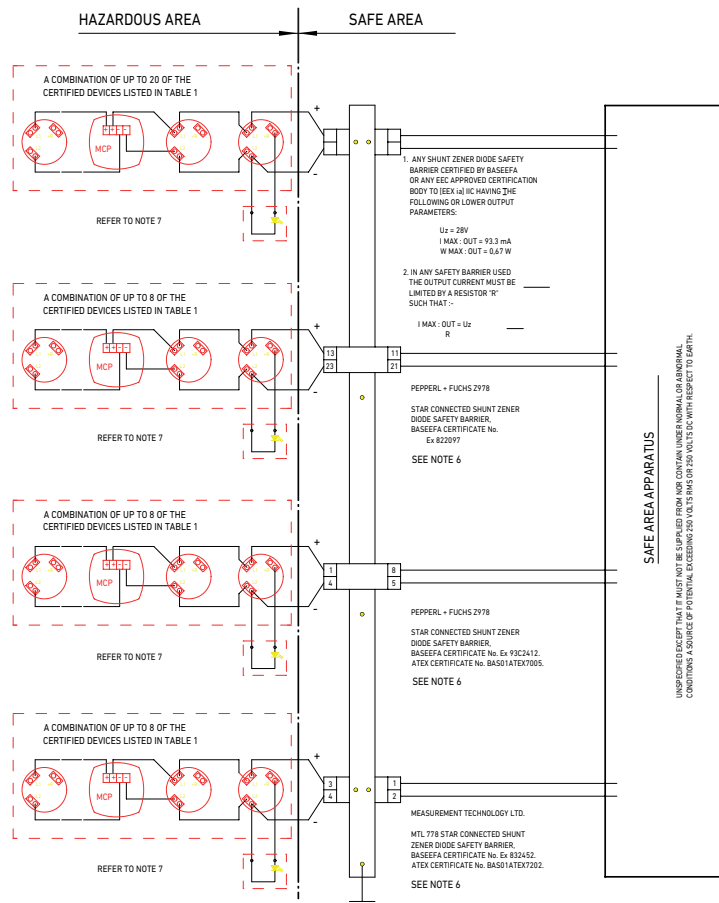 HAZARDOUS AREA
SAFE AREA
A COMBINATION OF UP TO 20 OF THE
CERTIFIED DEVICES LISTED IN TABLE 1
+
+ + - -
MCP
-
REFER TO NOTE 7
1. ANY SHUNT ZENER DIODE SAFETY
BARRIER CERTIFIED BY BASEEFA
OR ANY EEC APPROVED CERTIFICATION
BODY TO [EEX ia] IIC HAVING THE
FOLLOWING OR LOWER OUTPUT
PARAMETERS:
Uz = 28V
I MAX : OUT = 93.3 mA
W MAX : OUT = 0,67 W
2. IN ANY SAFETY BARRIER USED
THE OUTPUT CURRENT MUST BE
LIMITED BY A RESISTOR "R"
SUCH THAT :-
I MAX : OUT = Uz
R
A COMBINATION OF UP TO 8 OF THE
CERTIFIED DEVICES LISTED IN TABLE 1
+
+ + - -
MCP
-
13 11
23 21
REFER TO NOTE 7
PEPPERL + FUCHS Z978
STAR CONNECTED SHUNT ZENER
DIODE SAFETY BARRIER,
BASEEFA CERTIFICATE No.
Ex 822097
SEE NOTE 6
A COMBINATION OF UP TO 8 OF THE
CERTIFIED DEVICES LISTED IN TABLE 1
+
+ + - -
MCP
-
1 8
4 5
REFER TO NOTE 7
PEPPERL + FUCHS Z978
STAR CONNECTED SHUNT ZENER
DIODE SAFETY BARRIER,
BASEEFA CERTIFICATE No. Ex 93C2412.
ATEX CERTIFICATE No. BAS01ATEX7005.
SEE NOTE 6
A COMBINATION OF UP TO 8 OF THE
CERTIFIED DEVICES LISTED IN TABLE 1
+
+ + - -
MCP
-
3 1
4 2
REFER TO NOTE 7
MEASUREMENT TECHNOLOGY LTD.
MTL 778 STAR CONNECTED SHUNT
ZENER DIODE SAFETY BARRIER,
BASEEFA CERTIFICATE No. Ex 832452.
ATEX CERTIFICATE No. BAS01ATEX7202.
SEE NOTE 6
SAFE AREA APPARATUS
UNSPECIFIED EXCEPT THAT IT MUST NOT BE SUPPLIED FROM NOR CONTAIN UNDER NORMAL OR ABNORMAL
CONDITIONS A SOURCE OF POTENTIAL EXCEEDING 250 VOLTS RMS OR 250 VOLTS DC WITH RESPECT TO EARTH.